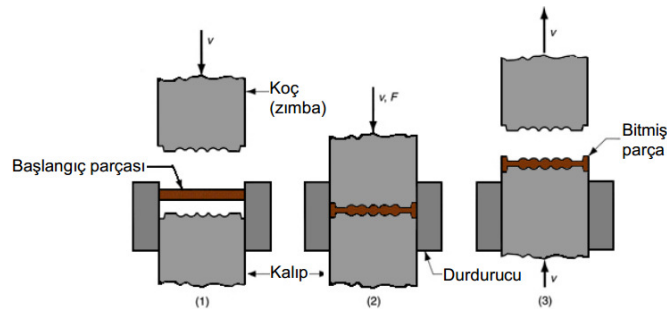 v
Koç
(zımba)
Başlangıç parçası
Kalıp
(1)
v, F
Durdurucu
(2)
v
Bitmiş
parça
v
(3)